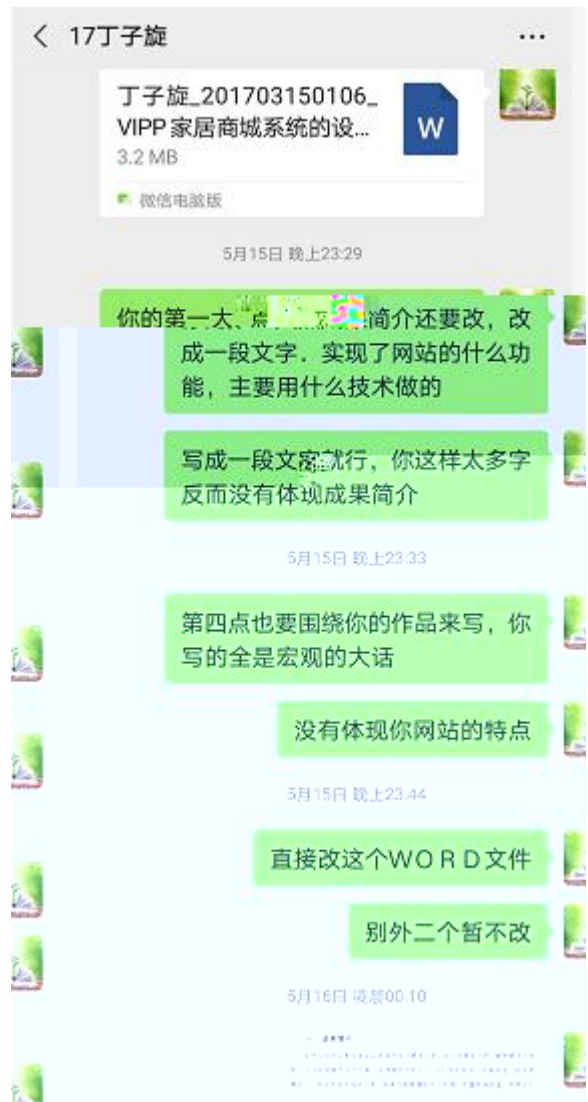 17丁子旋
丁子旋_201703150106_
VIPP家居商城系统的设...
W
3.2 MB
微信电脑版
5月15日 晚上23:29
你的第一大、点 简介还要改，改
成一段文字．实现了网站的什么功
能，主要用什么技术做的
写成一段文案就行，你这样太多字
反而没有体现成果简介
5月15日 晚上23:33
第四点也要围绕你的作品来写，你
写的全是宏观的大话
没有体现你网站的特点
5月15日 晚上23:44
直接改这个WORD文件
别外二个暂不改
5月16日 凌晨00:10